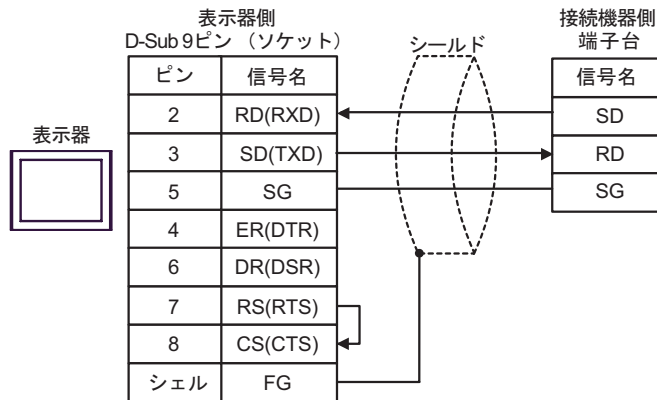 表示器側
D-Sub 9ピン （ソケット）
シールド
接続機器側
端子台
表示器
ピン 信号名
2 RD(RXD)
3 SD(TXD)
5 SG
4 ER(DTR)
6 DR(DSR)
7 RS(RTS)
8 CS(CTS)
シェル FG
信号名
SD
RD
SG